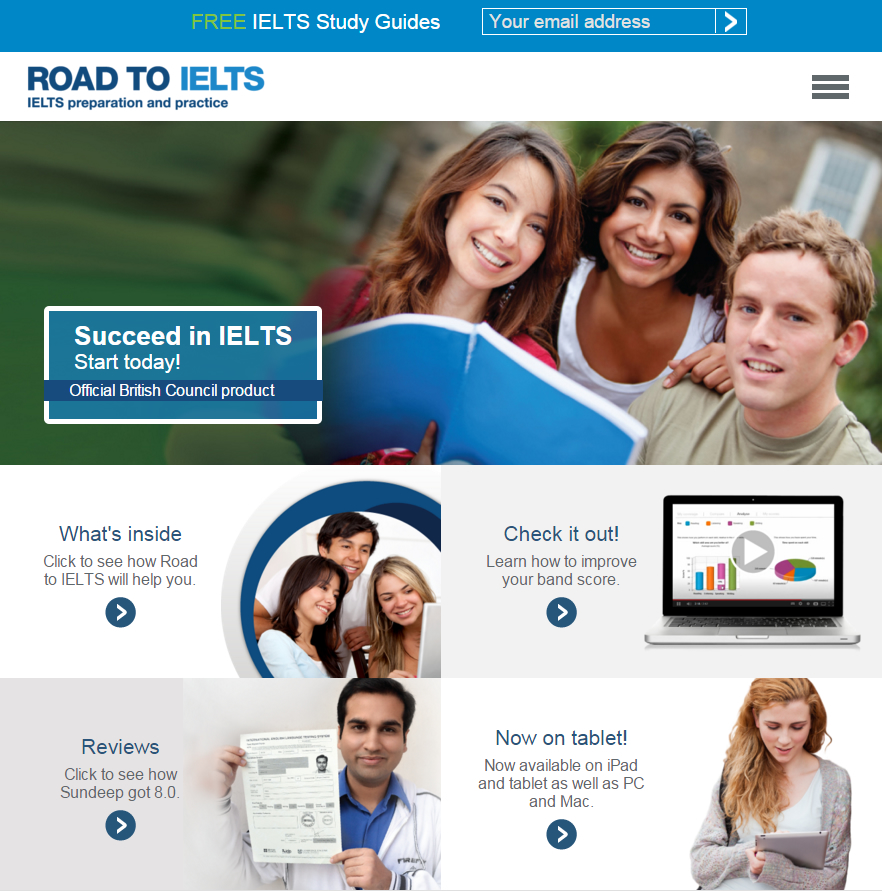 FREE IELTS Study Guides
Your email address
ROAD TO IELTS
IELTS preparation and practice
Succeed in IELTS
Start today!
Official British Council product
What's inside
Click to see how Road
to IELTS will help you.
Check it out!
Learn how to improve
your band score.
Reviews
Click to see how
Sundeep got 8.0.
Now on tablet!
Now available on iPad
and tablet as well as PC
and Mac.